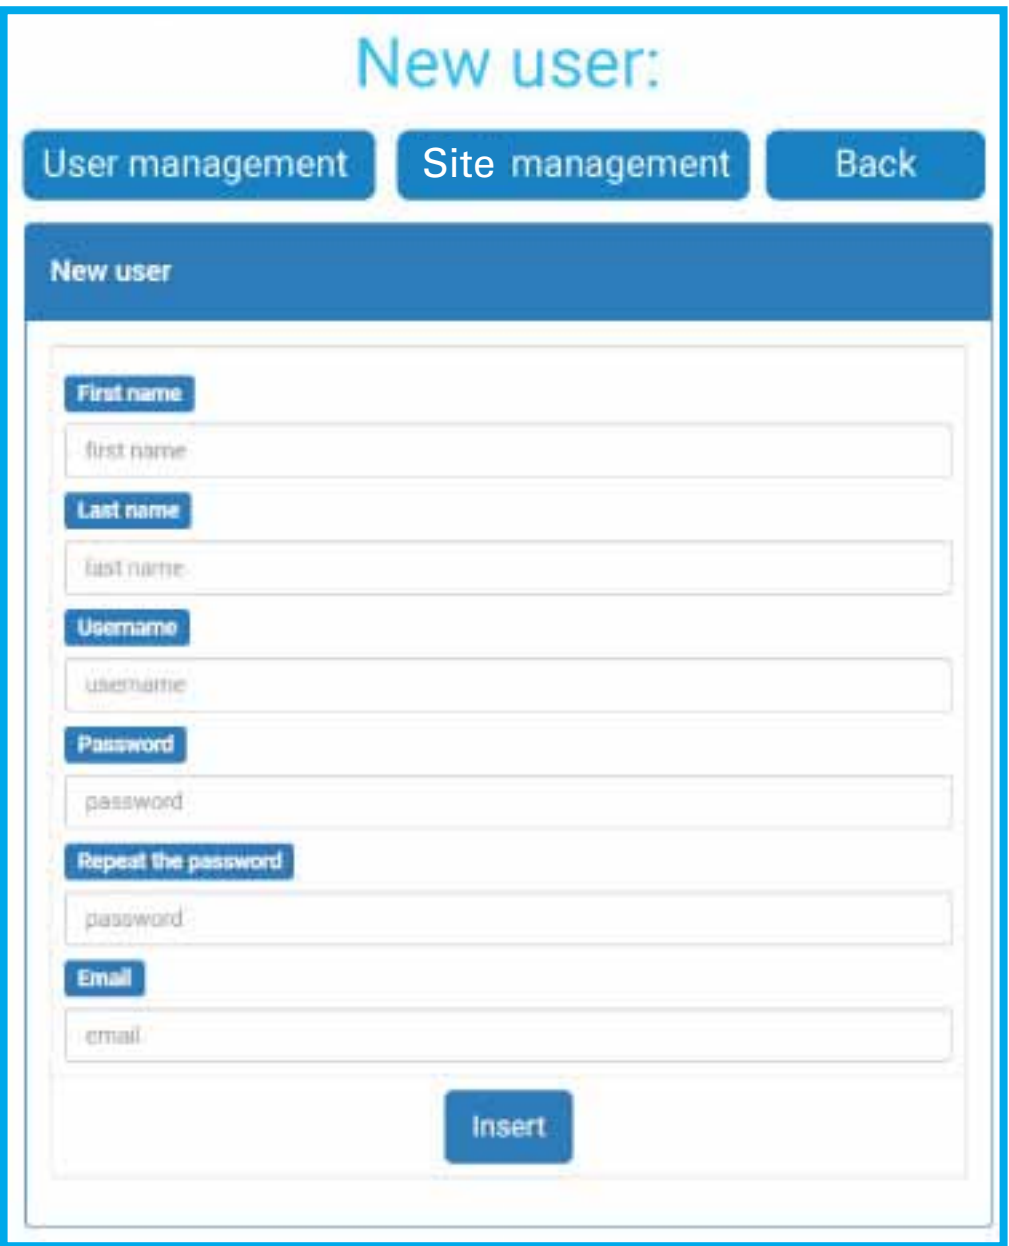 New user:
User management Site management Back
New user
First name
first name
Last name
last name
Username
username
Password
password
Repeat the password
password
Email
email
Insert